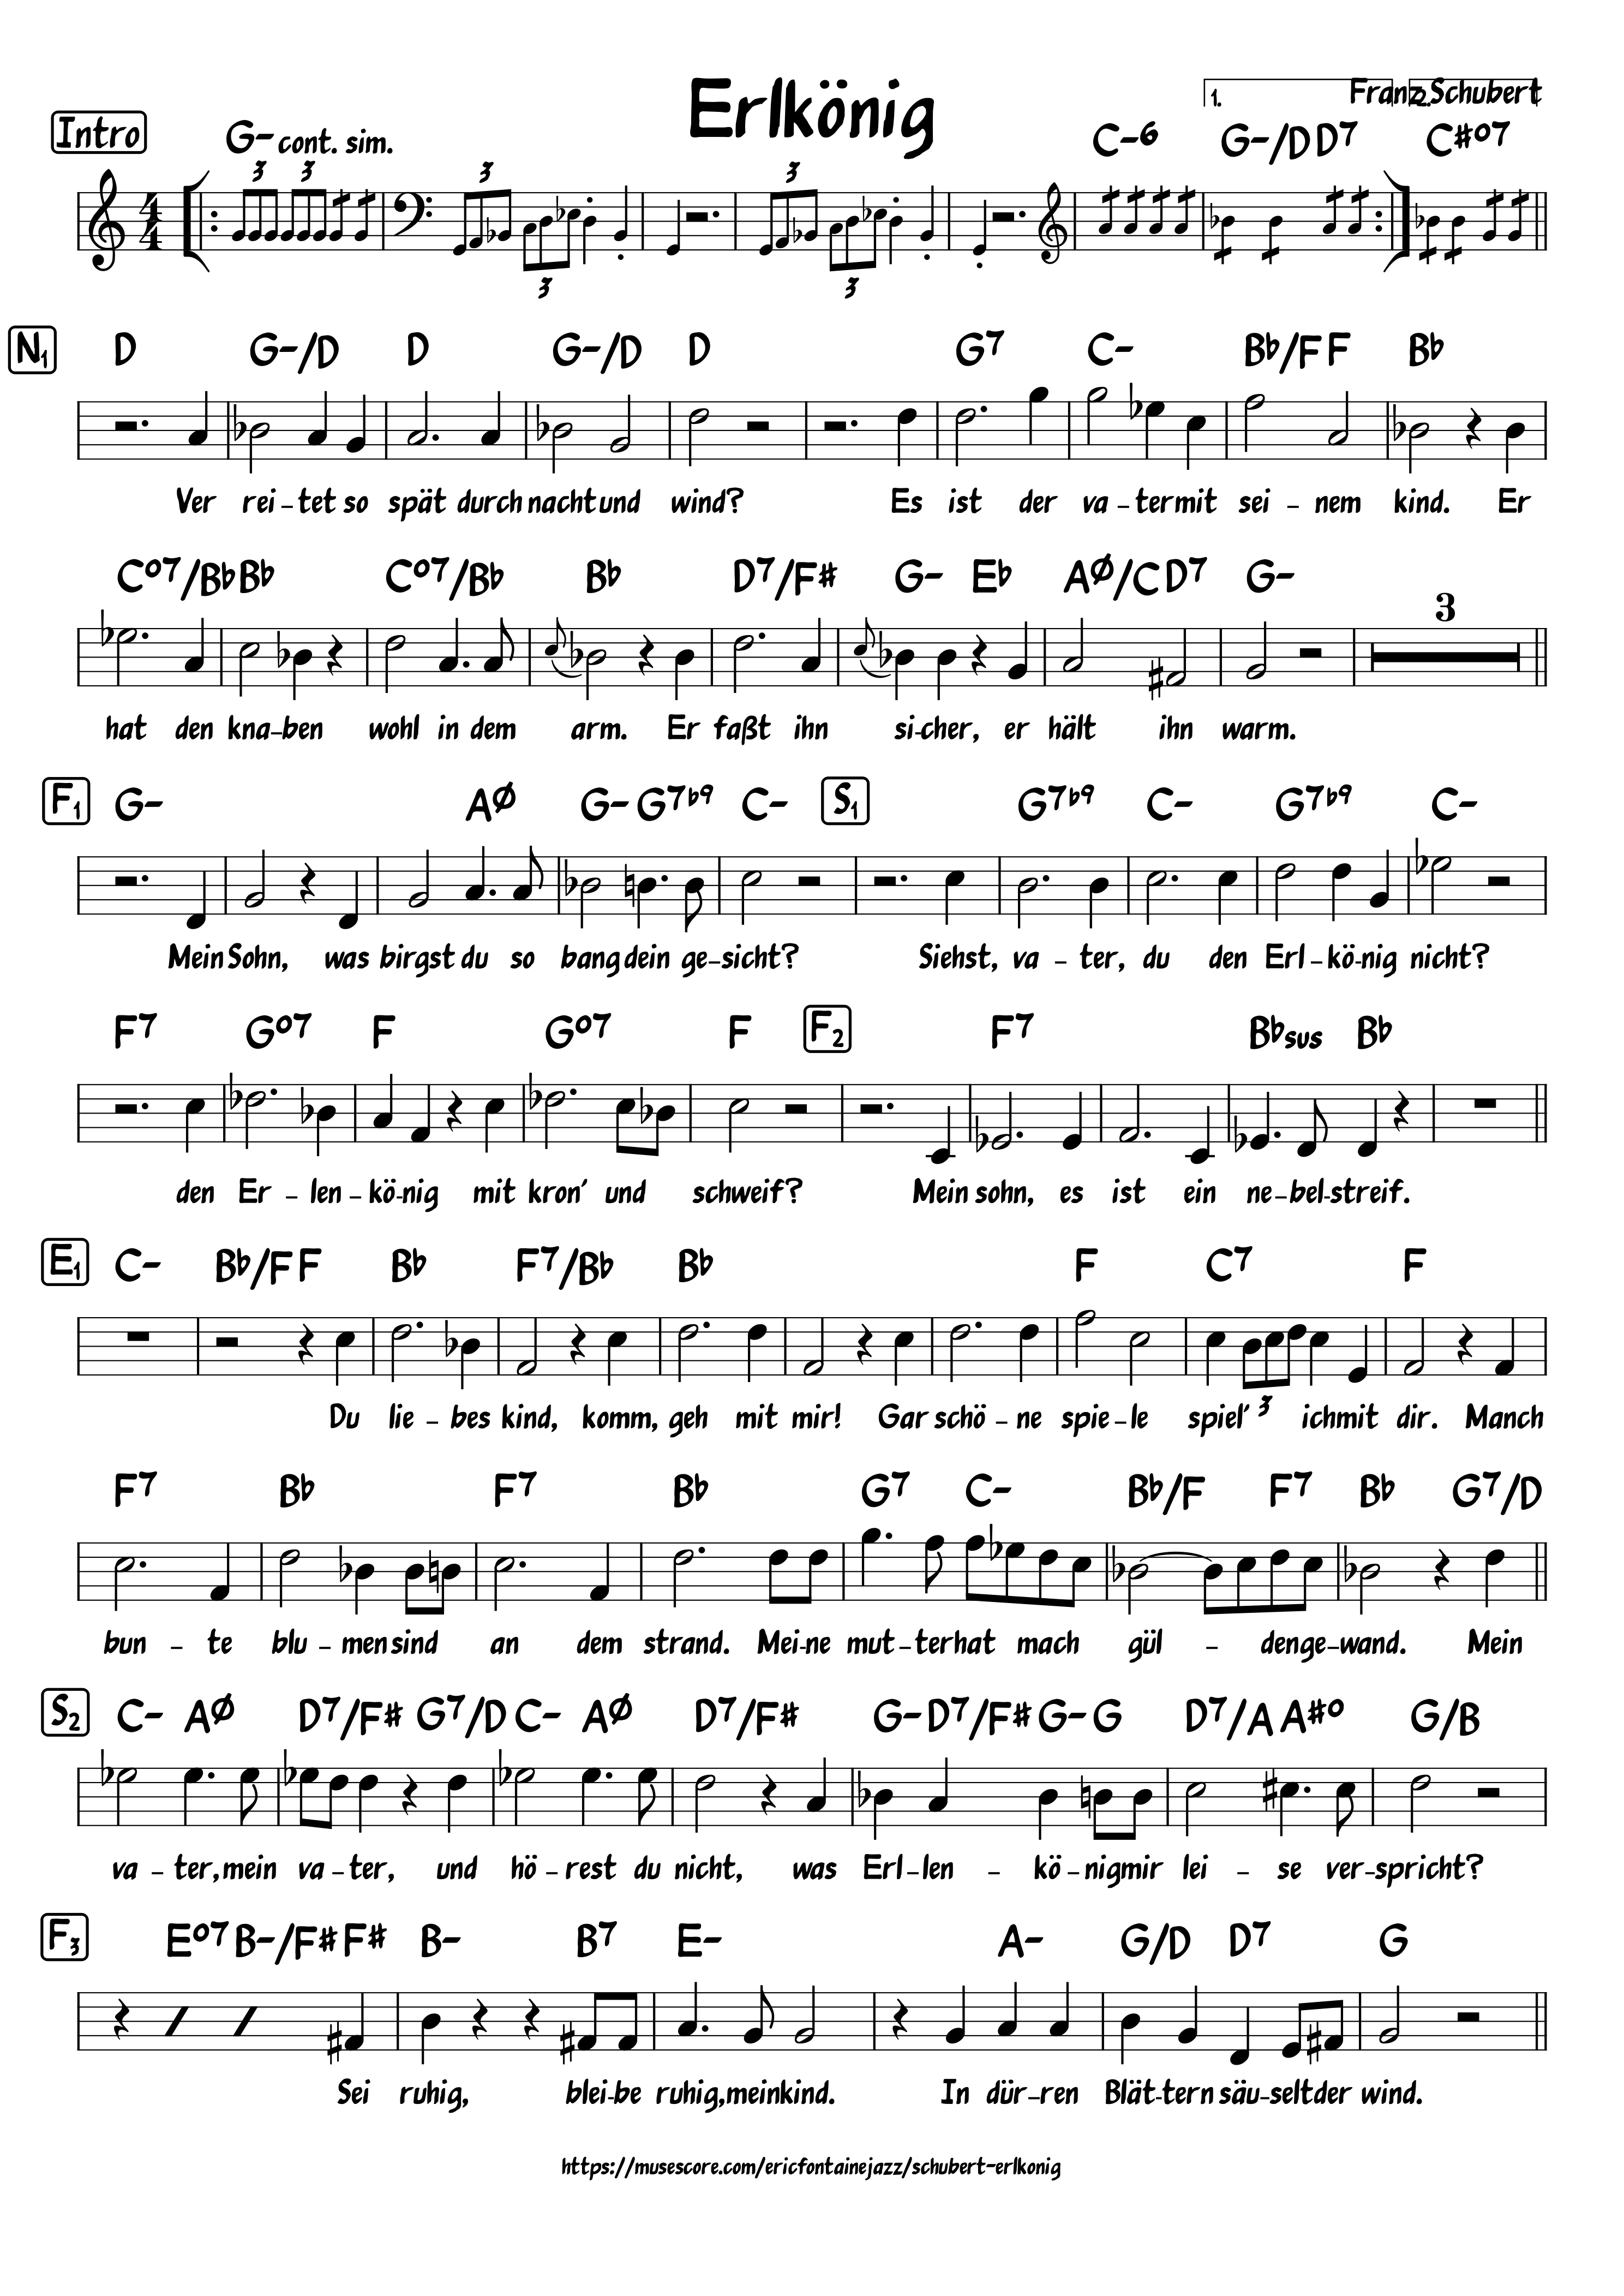 Erlkönig
Franz Schubert
Intro G- cont. sim. C-6 1. G-/D D7 2. C#o7
3 3 3 3 3 3
4/4
N1 D G-/D D G-/D D G7 C- Bb/F F Bb
Ver rei-tet so spät durch nacht und wind? Es ist der va-ter mit sei-nem kind. Er
Co7/Bb Bb Co7/Bb Bb D7/F# G- Eb AØ/C D7 G- 3
hat den kna-ben wohl in dem arm. Er faßt ihn si-cher, er hält ihn warm.
F1 G- AØ G- G7b9 C- S1 G7b9 C- G7b9 C-
Mein Sohn, was birgst du so bang dein ge-sicht? Siehst, va-ter, du den Erl-kö-nig nicht?
F7 Go7 F Go7 F F2 F7 Bbsus Bb
den Er-len-kö-nig mit kron' und schweif? Mein sohn, es ist ein ne-bel-streif.
E1 C- Bb/F F Bb F7/Bb Bb F C7 F
Du lie-bes kind, komm, geh mit mir! Gar schö-ne spie-le spiel' 3 ich mit dir. Manch
F7 Bb F7 Bb G7 C- Bb/F F7 Bb G7/D
bun-te blu-men sind an dem strand. Mei-ne mut-ter hat mach gül-den ge-wand. Mein
S2 C- AØ D7/F# G7/D C- AØ D7/F# G- D7/F# G- G D7/A A#o G/B
va-ter, mein va-ter, und hö-rest du nicht, was Erl-len-kö-nig mir lei-se ver-spricht?
F3 Eo7 B-/F# F# B- B7 E- A- G/D D7 G
Sei ruhig, blei-be ruhig, mein kind. In dür-ren Blät-tern säu-selt der wind.
https://musescore.com/ericfontainejazz/schubert-erlkonig